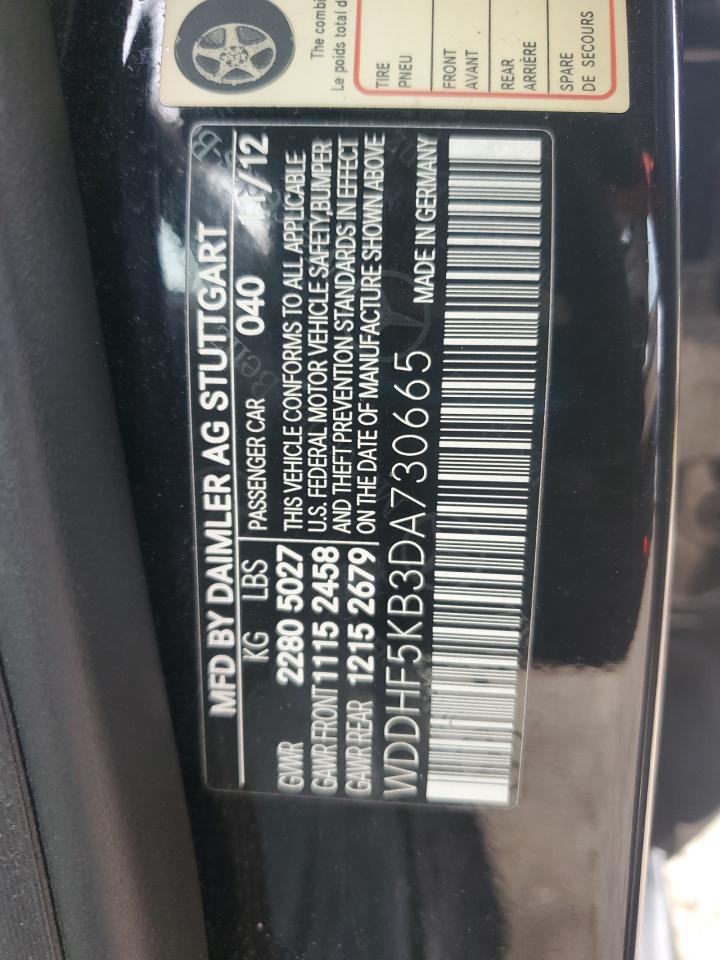 MFD BY DAIMLER AG STUTTGART
KG LBS PASSENGER CAR 040 /12
GVWR 2280 5027
GAWR FRONT 1115 2458
GAWR REAR 1215 2679
THIS VEHICLE CONFORMS TO ALL APPLICABLE
U.S. FEDERAL MOTOR VEHICLE SAFETY,BUMPER
AND THEFT PREVENTION STANDARDS IN EFFECT
ON THE DATE OF MANUFACTURE SHOWN ABOVE
WDDHF5KB3DA730665 MADE IN GERMANY
The combi
Le poids total d
TIRE
PNEU
FRONT
AVANT
REAR
ARRIÈRE
SPARE
DE SECOURS